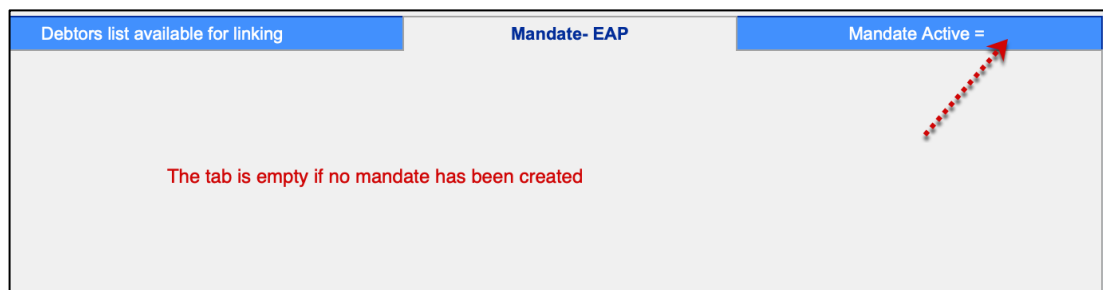 Debtors list available for linking
Mandate- EAP
Mandate Active =
The tab is empty if no mandate has been created